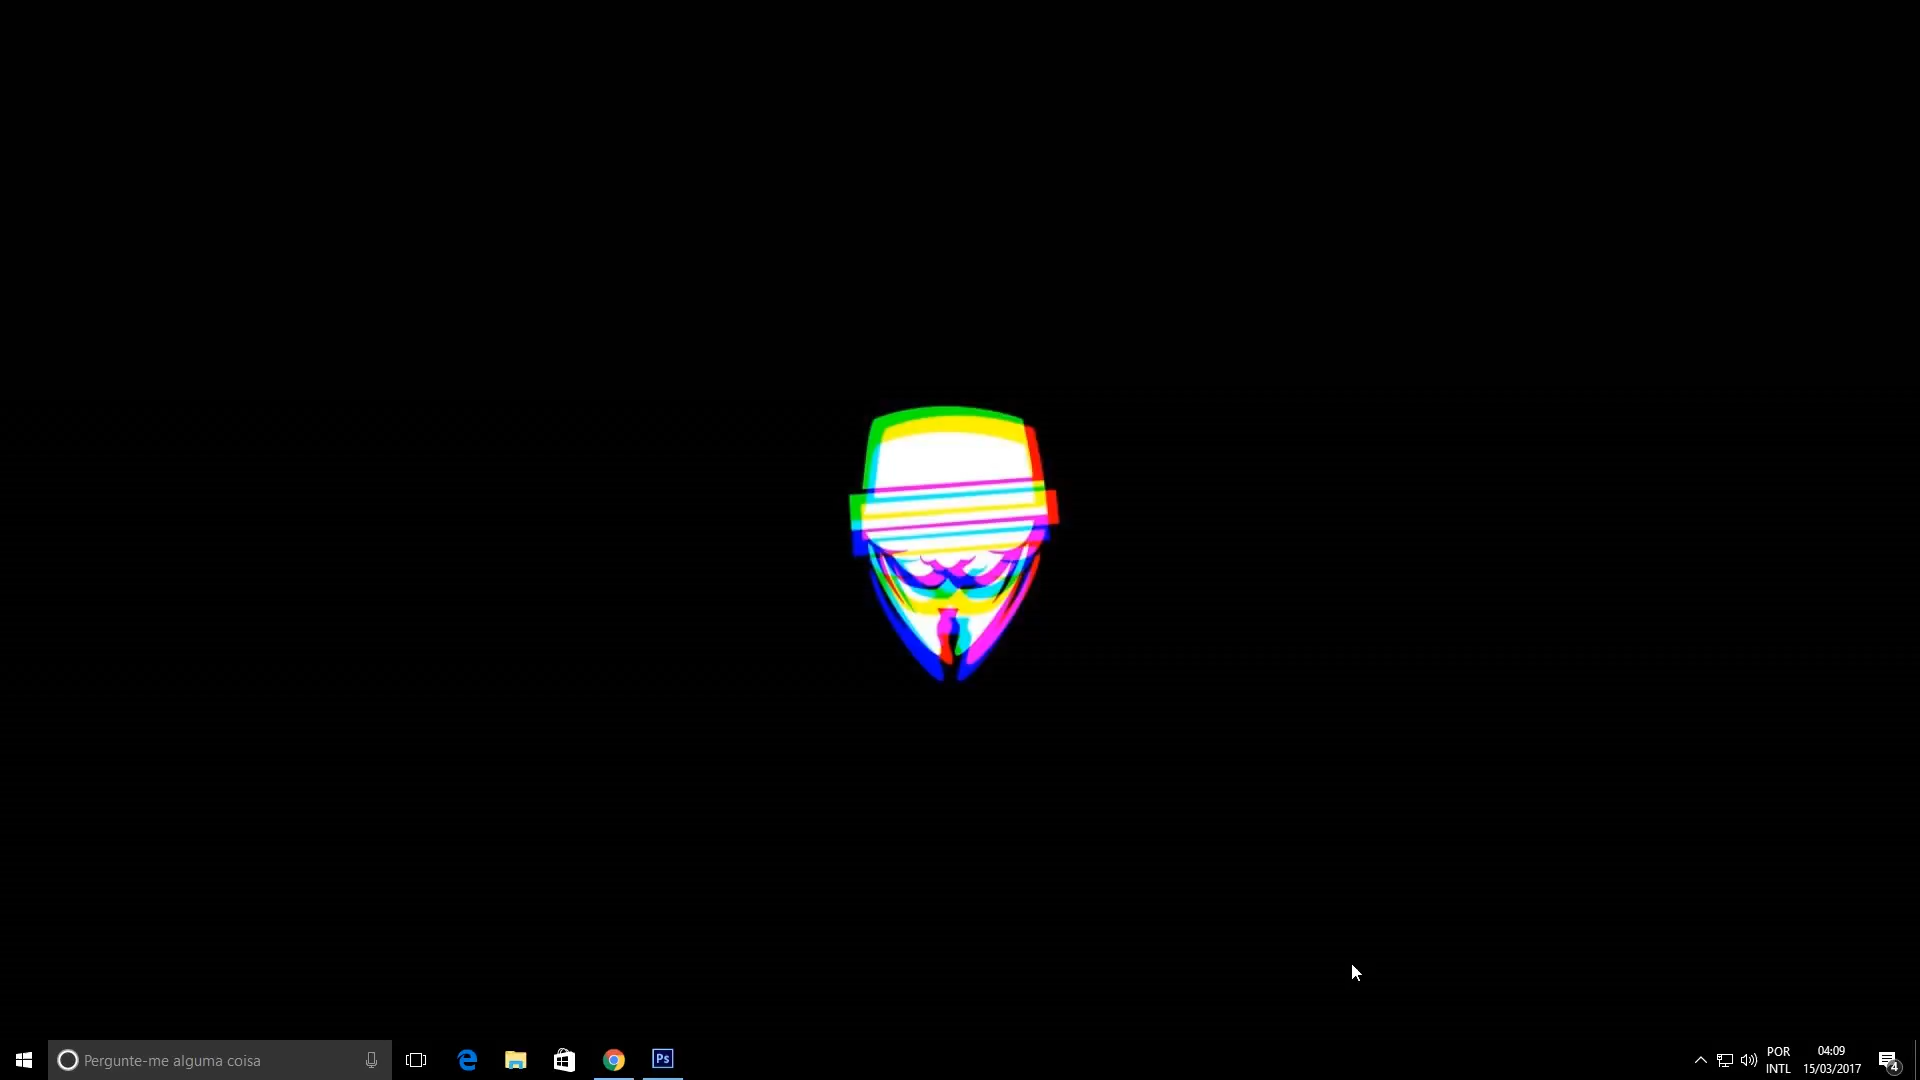 Pergunte-me alguma coisa
Ps
POR
INTL
04:09
15/03/2017
4